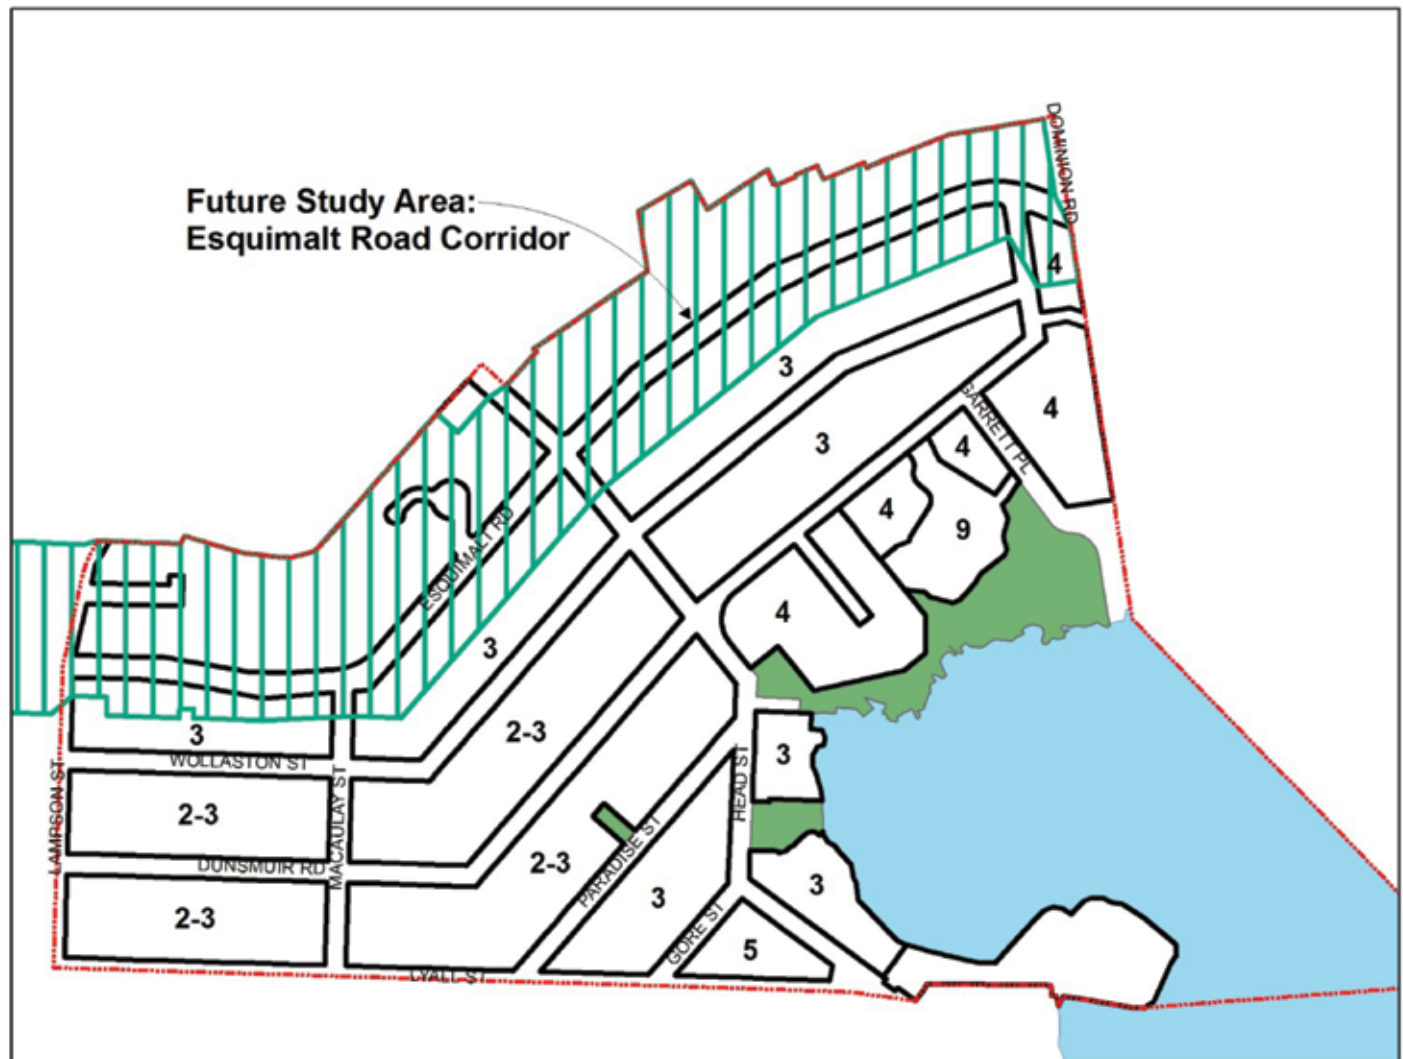 DOMINION RD
Future Study Area:
Esquimalt Road Corridor
4
3
4
3
GARRETT PL
4
4
9
ESQUIMALT RD
4
3
2-3
3
WOLLASTON ST
3
HEAD ST
LAMPSON ST
2-3
MACAULAY ST
DUNSMUIR RD
2-3
PARADISE ST
3
3
2-3
GORE ST
5
LYALL ST